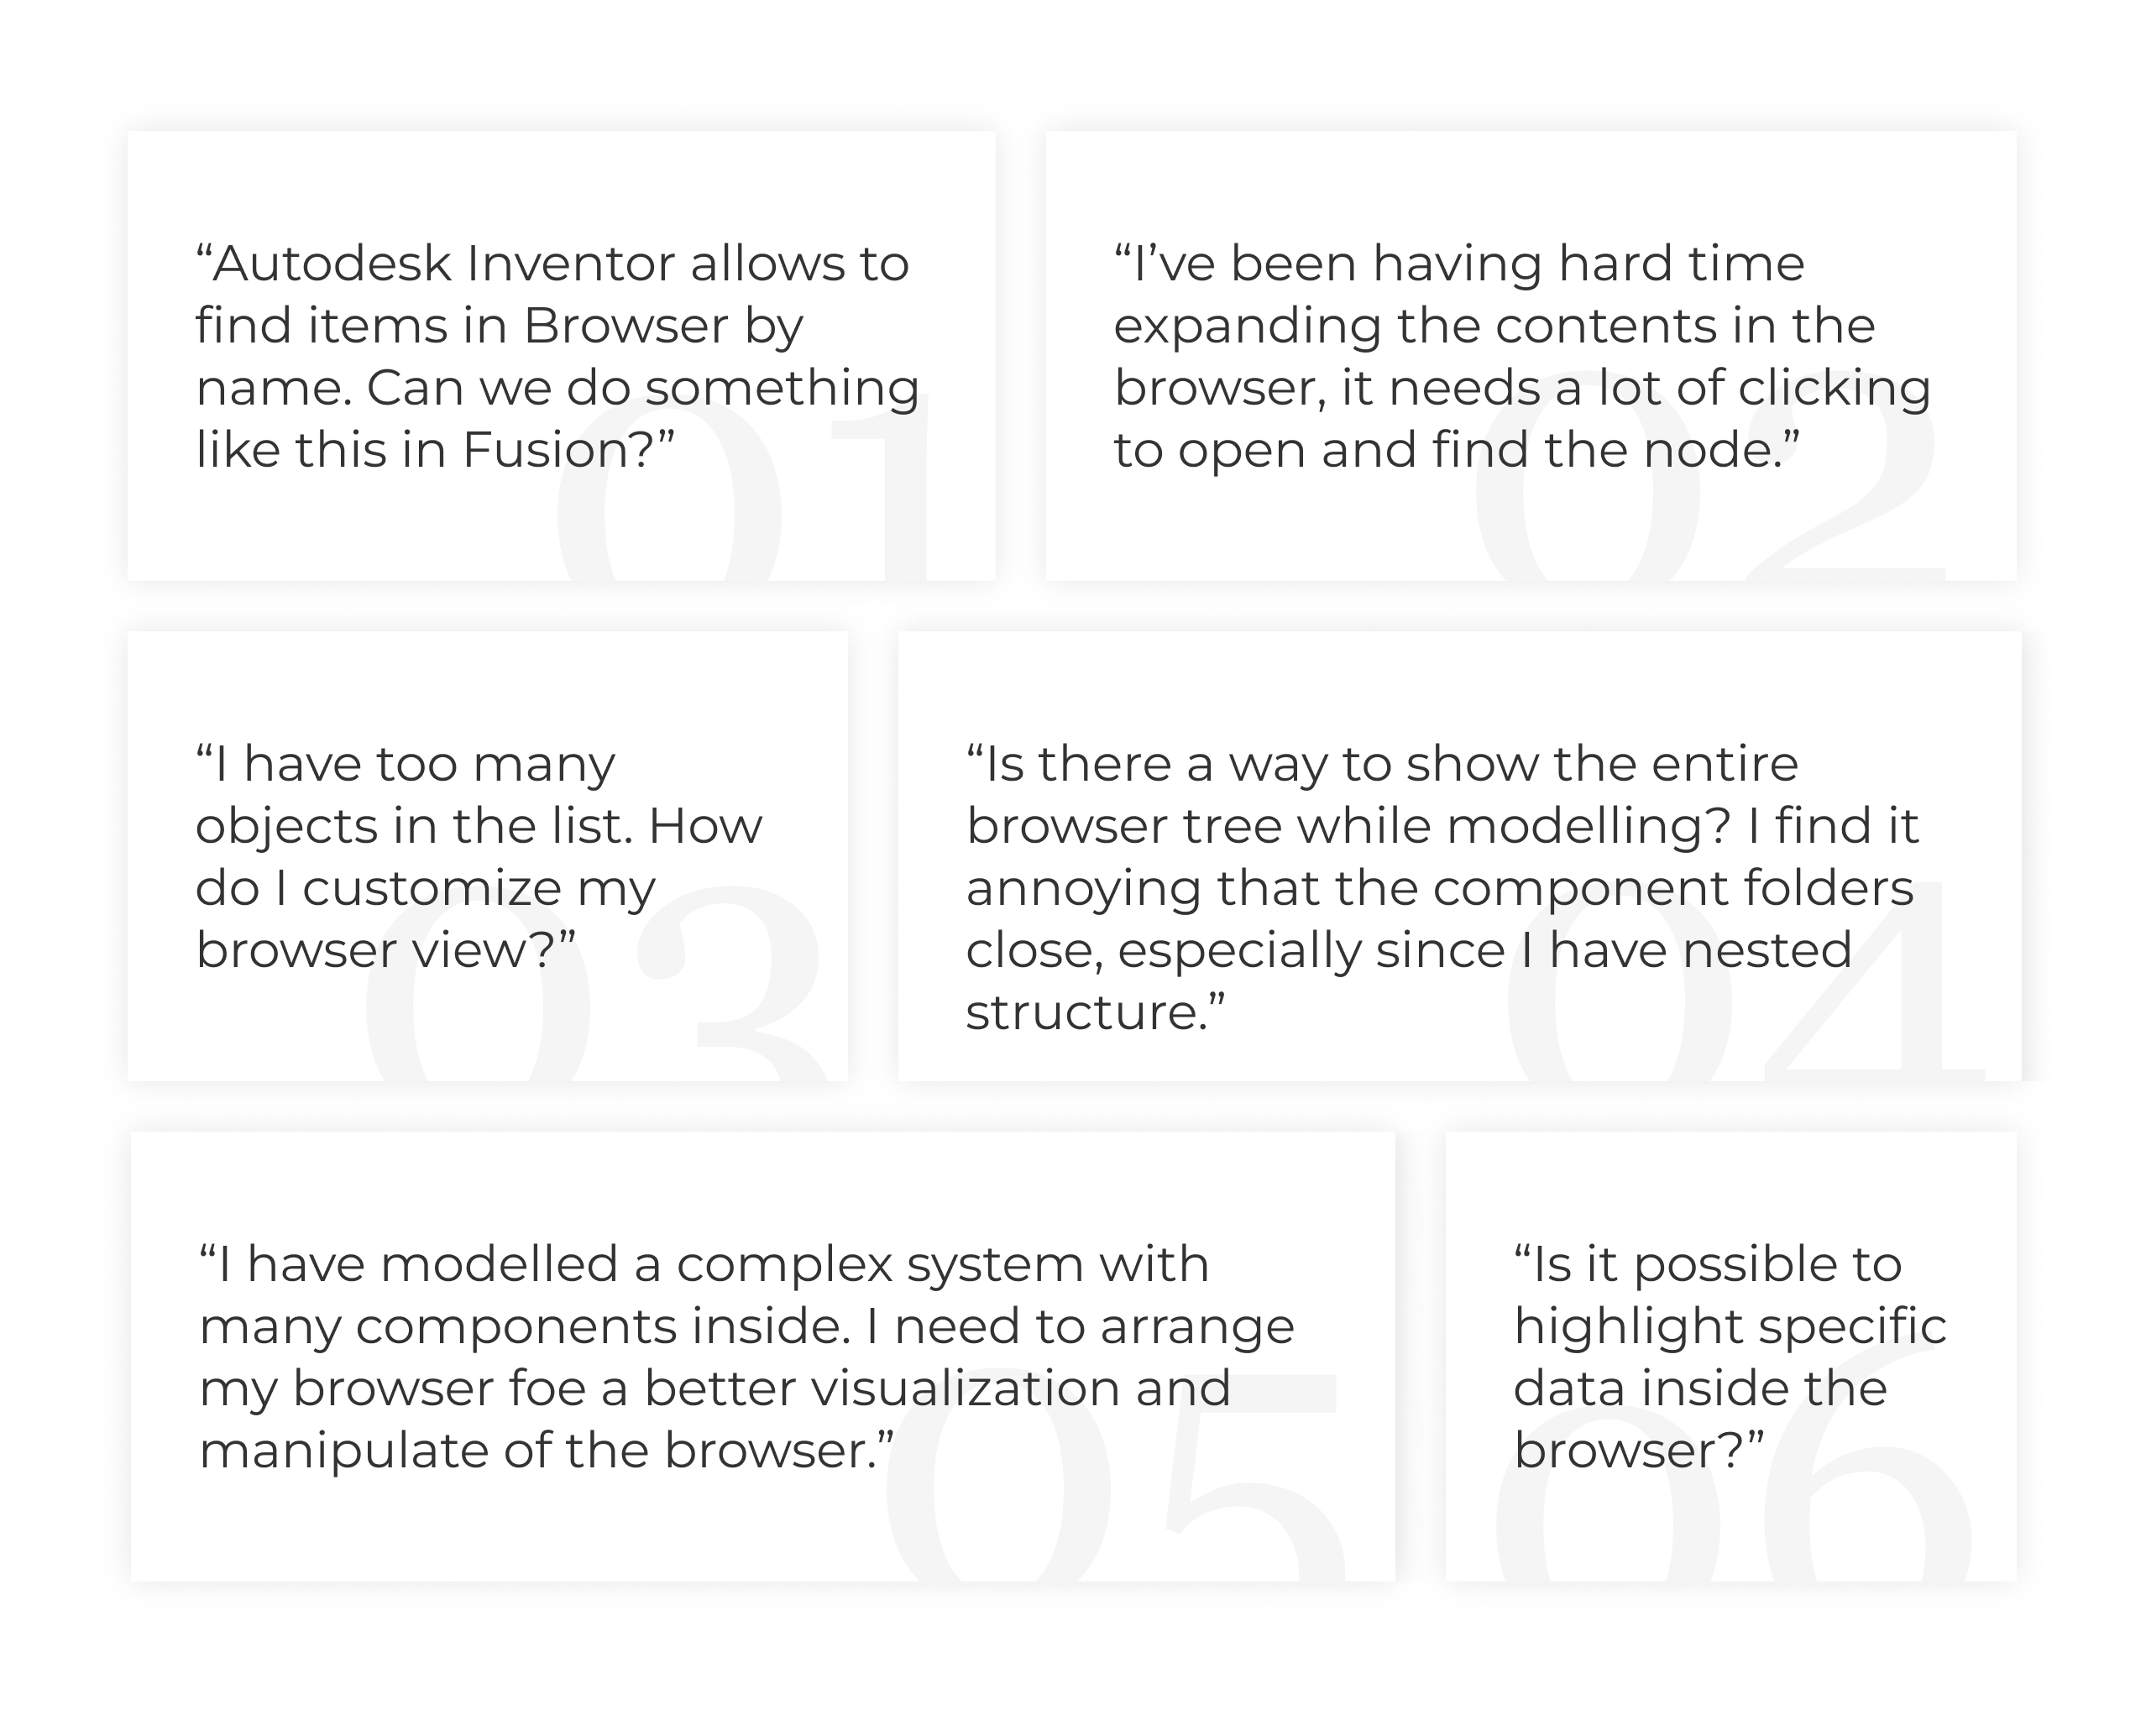 “Autodesk Inventor allows to
find items in Browser by
name. Can we do something
like this in Fusion?”
01
“I’ve been having hard time
expanding the contents in the
browser, it needs a lot of clicking
to open and find the node.”
02
“I have too many
objects in the list. How
do I customize my
browser view?”
03
“Is there a way to show the entire
browser tree while modelling? I find it
annoying that the component folders
close, especially since I have nested
structure.”
04
“I have modelled a complex system with
many components inside. I need to arrange
my browser foe a better visualization and
manipulate of the browser.”
05
“Is it possible to
highlight specific
data inside the
browser?”
06